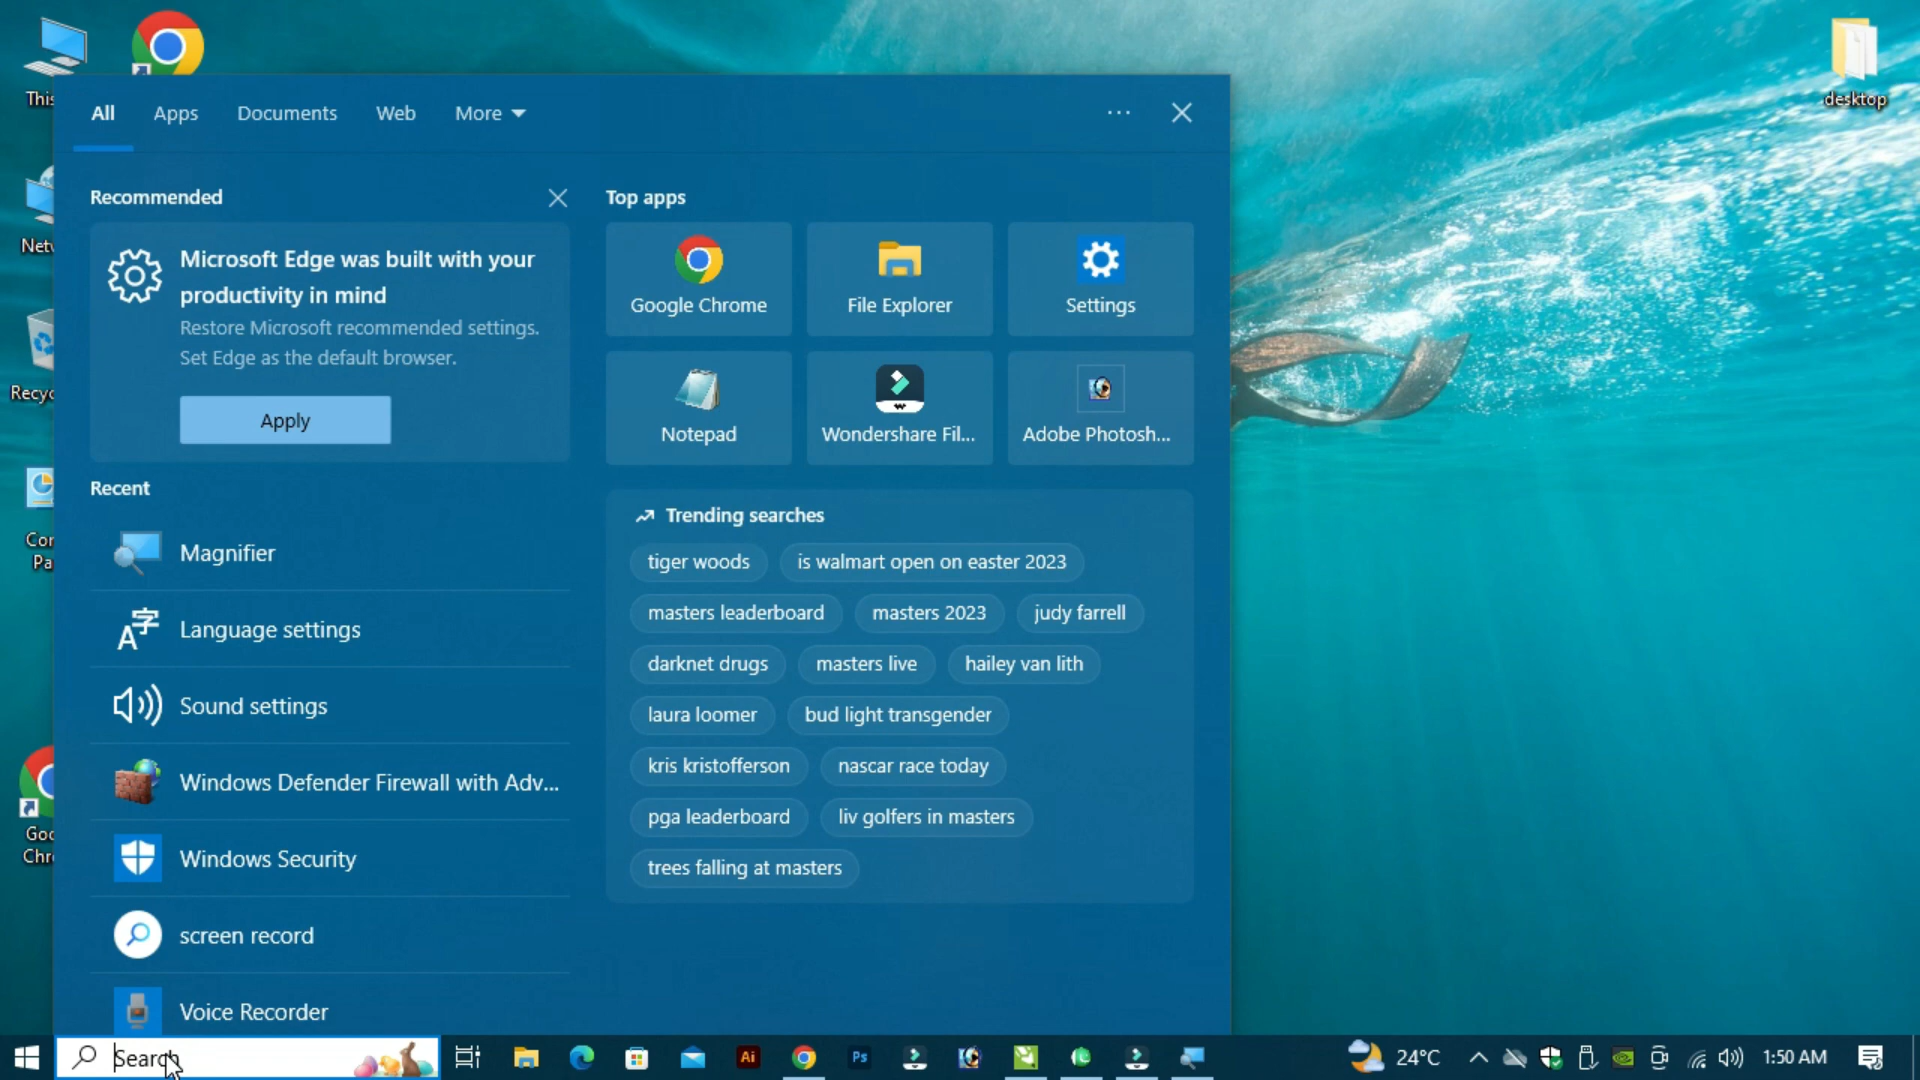 This
Netw
Recyc
Con
Pa
Goo
Chr
desktop
All
Apps
Documents
Web
More
Recommended
Microsoft Edge was built with your
productivity in mind
Restore Microsoft recommended settings.
Set Edge as the default browser.
Apply
Recent
Magnifier
Language settings
Sound settings
Windows Defender Firewall with Adv...
Windows Security
screen record
Voice Recorder
Top apps
Google Chrome
File Explorer
Settings
Notepad
Wondershare Fil...
Adobe Photosh...
Trending searches
tiger woods
is walmart open on easter 2023
masters leaderboard
masters 2023
judy farrell
darknet drugs
masters live
hailey van lith
laura loomer
bud light transgender
kris kristofferson
nascar race today
pga leaderboard
liv golfers in masters
trees falling at masters
Search
Ai
Ps
24°C
1:50 AM